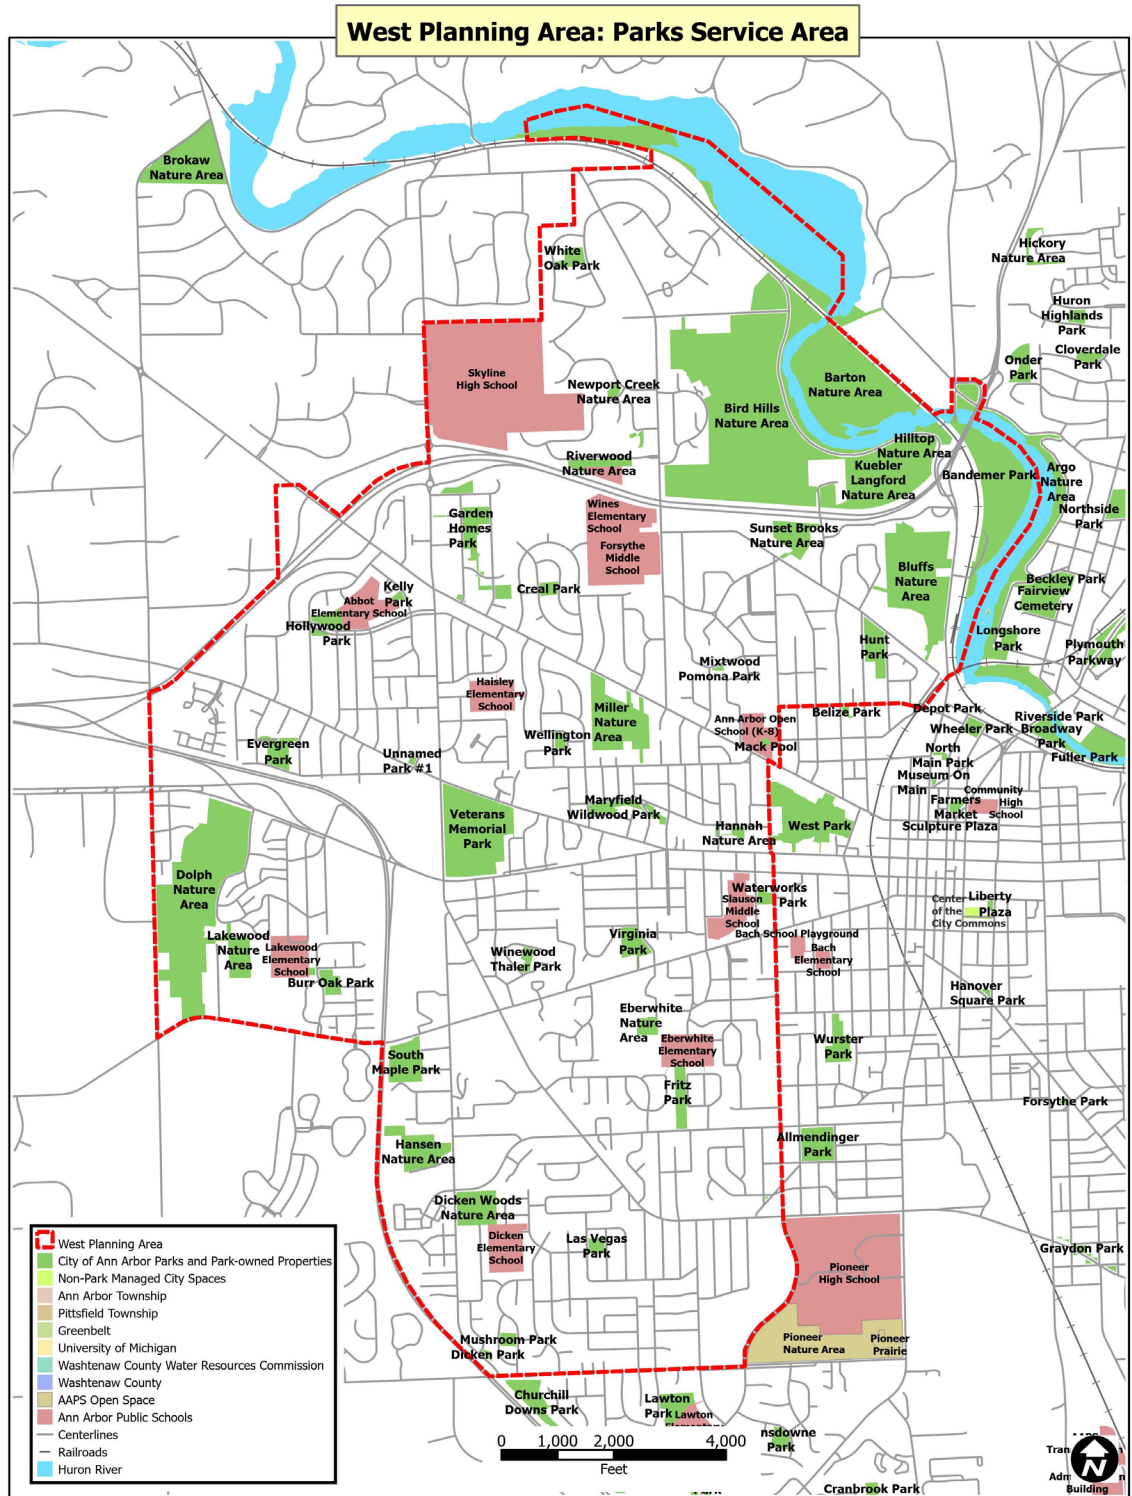 West Planning Area: Parks Service Area
Brokaw
Nature Area
White
Oak Park
Hickory
Nature Area
Huron
Highlands
Park
Cloverdale
Park
Onder
Park
Skyline
High School
Newport Creek
Nature Area
Barton
Nature Area
Bird Hills
Nature Area
Hilltop
Nature Area
Riverwood
Nature Area
Kuebler
Langford
Nature Area
Bandemer Park
Argo
Nature
Area
Northside
Park
Garden
Homes
Park
Wines
Elementary
School
Forsythe
Middle
School
Sunset Brooks
Nature Area
Bluffs
Nature
Area
Beckley Park
Fairview
Cemetery
Kelly
Park
Creal Park
Abbot
Elementary School
Hollywood
Park
Longshore
Park
Hunt
Park
Plymouth
Parkway
Mixtwood
Pomona Park
Haisley
Elementary
School
Miller
Nature
Area
Ann Arbor Open
School (K-8)
Mack Pool
Belize Park
Depot Park
Wheeler Park
Riverside Park
Broadway
Park
Fuller Park
Evergreen
Park
Unnamed
Park #1
Wellington
Park
North
Main Park
Museum On
Main
Community
High
School
Farmers
Market
Sculpture Plaza
Veterans
Memorial
Park
Maryfield
Wildwood Park
Hannah
Nature Area
West Park
Dolph
Nature
Area
Waterworks
Park
Slauson
Middle
School
Center
of the
City Commons
Liberty
Plaza
Lakewood
Nature
Area
Lakewood
Elementary
School
Burr Oak Park
Winewood
Thaler Park
Virginia
Park
Bach School Playground
Bach
Elementary
School
Hanover
Square Park
Eberwhite
Nature
Area
Eberwhite
Elementary
School
Wurster
Park
South
Maple Park
Fritz
Park
Forsythe Park
Hansen
Nature Area
Allmendinger
Park
Dicken Woods
Nature Area
Dicken
Elementary
School
Las Vegas
Park
Graydon Park
Pioneer
High School
Pioneer
Nature Area
Pioneer
Prairie
Mushroom Park
Dicken Park
Churchill
Downs Park
Lawton
Park
Lawton
Elementary
nsdowne
Park
Cranbrook Park
AAPS
Tran
Adm
n
Building
N
West Planning Area
City of Ann Arbor Parks and Park-owned Properties
Non-Park Managed City Spaces
Ann Arbor Township
Pittsfield Township
Greenbelt
University of Michigan
Washtenaw County Water Resources Commission
Washtenaw County
AAPS Open Space
Ann Arbor Public Schools
Centerlines
Railroads
Huron River
0 1,000 2,000 4,000
Feet